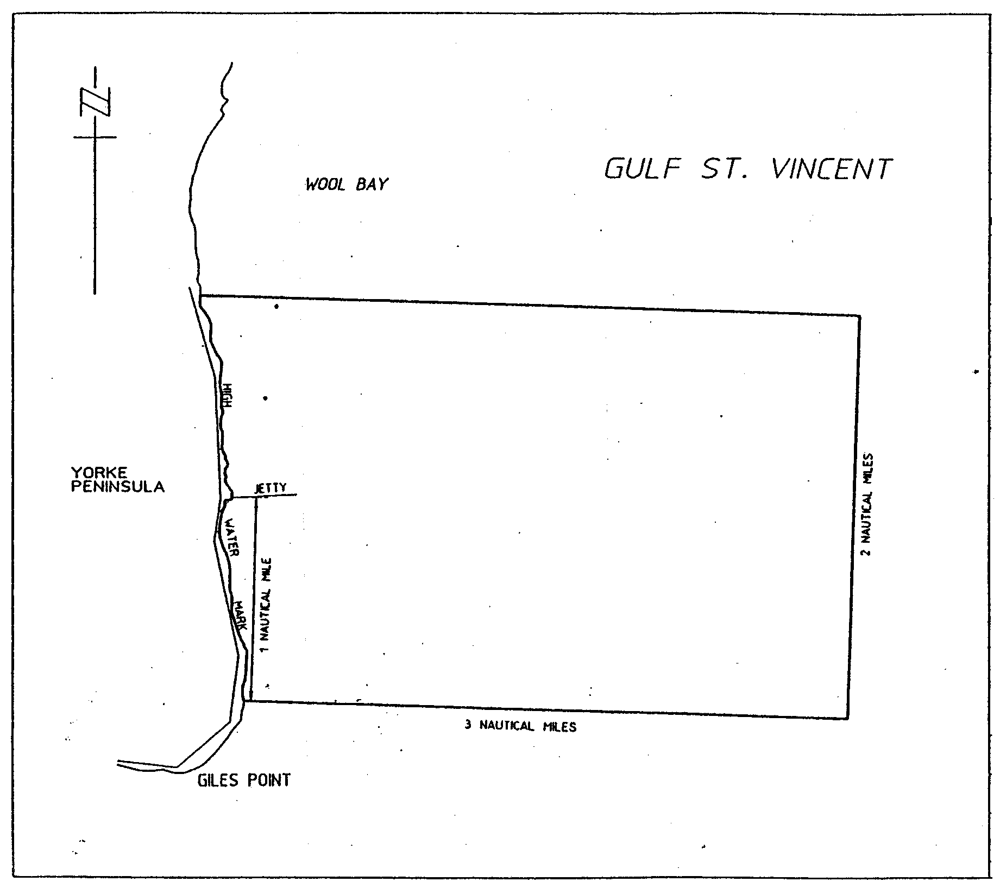 N
GULF ST. VINCENT
WOOL BAY
HIGH
YORKE
PENINSULA
JETTY
WATER
MARK
1 NAUTICAL MILE
2 NAUTICAL MILES
3 NAUTICAL MILES
GILES POINT